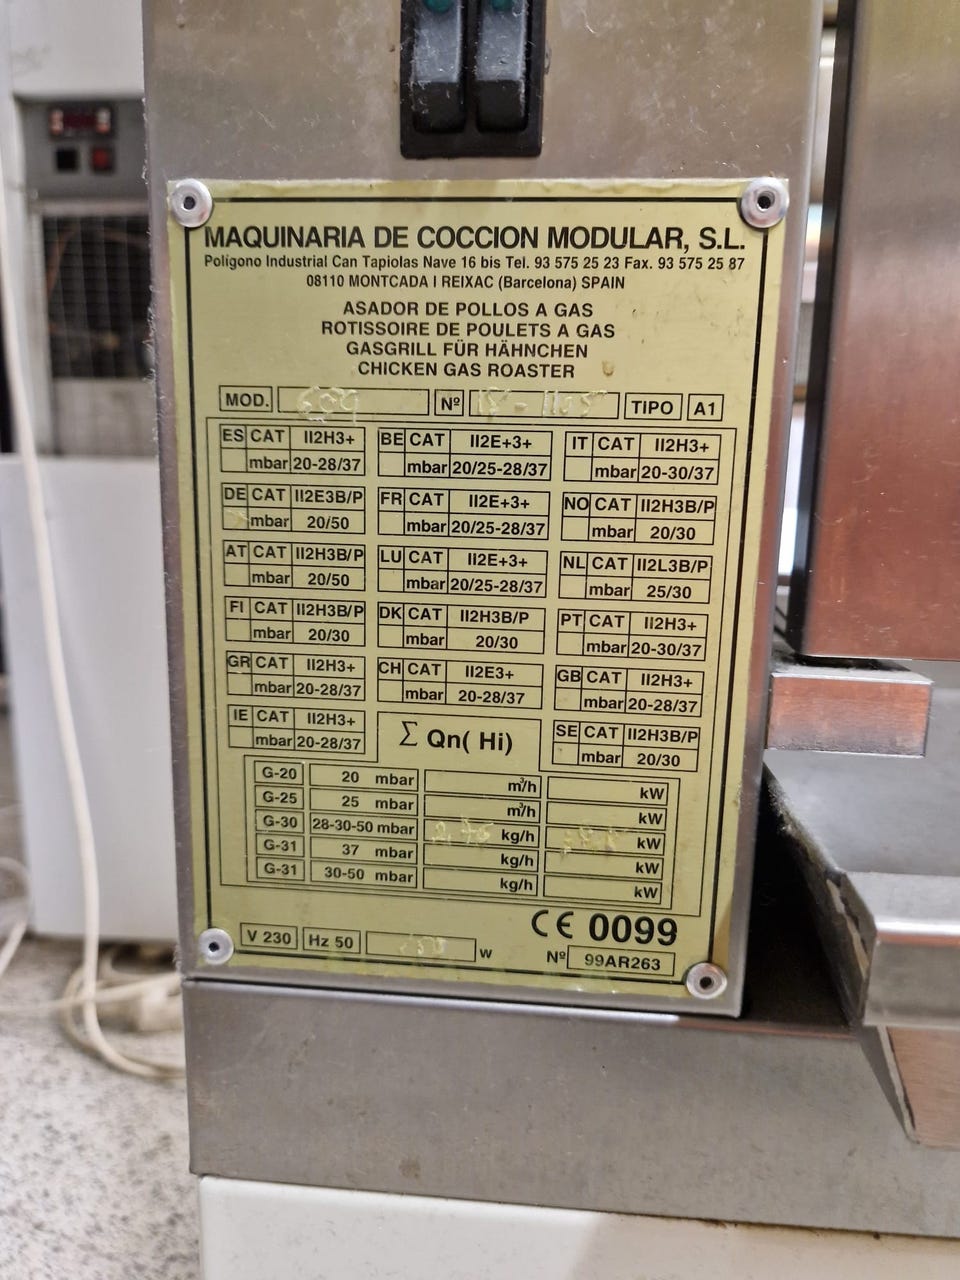 MAQUINARIA DE COCCION MODULAR, S.L.
Polígono Industrial Can Tapiolas Nave 16 bis Tel. 93 575 25 23 Fax. 93 575 25 87
08110 MONTCADA I REIXAC (Barcelona) SPAIN
ASADOR DE POLLOS A GAS
ROTISSOIRE DE POULETS A GAS
GASGRILL FÜR HÄHNCHEN
CHICKEN GAS ROASTER
MOD. Nº TIPO A1
ES CAT II2H3+ BE CAT II2E+3+ IT CAT II2H3+
mbar 20-28/37 mbar 20/25-28/37 mbar 20-30/37
DE CAT II2E3B/P FR CAT II2E+3+ NO CAT II2H3B/P
mbar 20/50 mbar 20/25-28/37 mbar 20/30
AT CAT II2H3B/P LU CAT II2E+3+ NL CAT II2L3B/P
mbar 20/50 mbar 20/25-28/37 mbar 25/30
FI CAT II2H3B/P DK CAT II2H3B/P PT CAT II2H3+
mbar 20/30 mbar 20/30 mbar 20-30/37
GR CAT II2H3+ CH CAT II2E3+ GB CAT II2H3+
mbar 20-28/37 mbar 20-28/37 mbar 20-28/37
IE CAT II2H3+ Σ Qn( Hi) SE CAT II2H3B/P
mbar 20-28/37 mbar 20/30
G-20 20 mbar m³/h kW
G-25 25 mbar m³/h kW
G-30 28-30-50 mbar kg/h kW
G-31 37 mbar kg/h kW
G-31 30-50 mbar kg/h kW
CE 0099
V 230 Hz 50 W Nº 99AR263